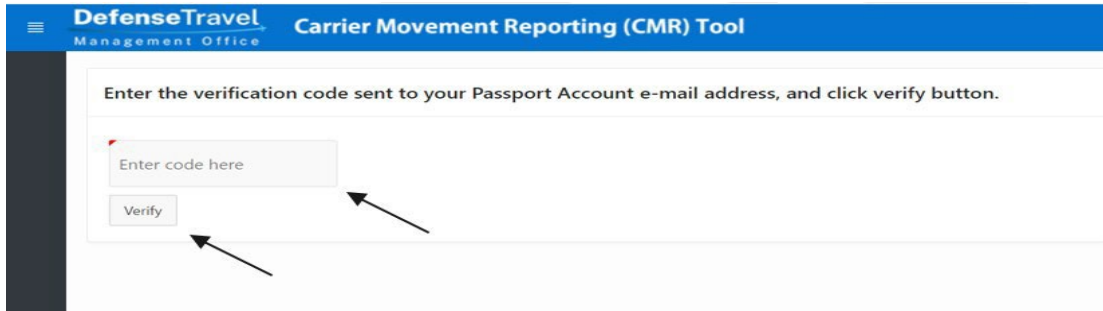 DefenseTravel
Management Office
Carrier Movement Reporting (CMR) Tool
Enter the verification code sent to your Passport Account e-mail address, and click verify button.
Enter code here
Verify